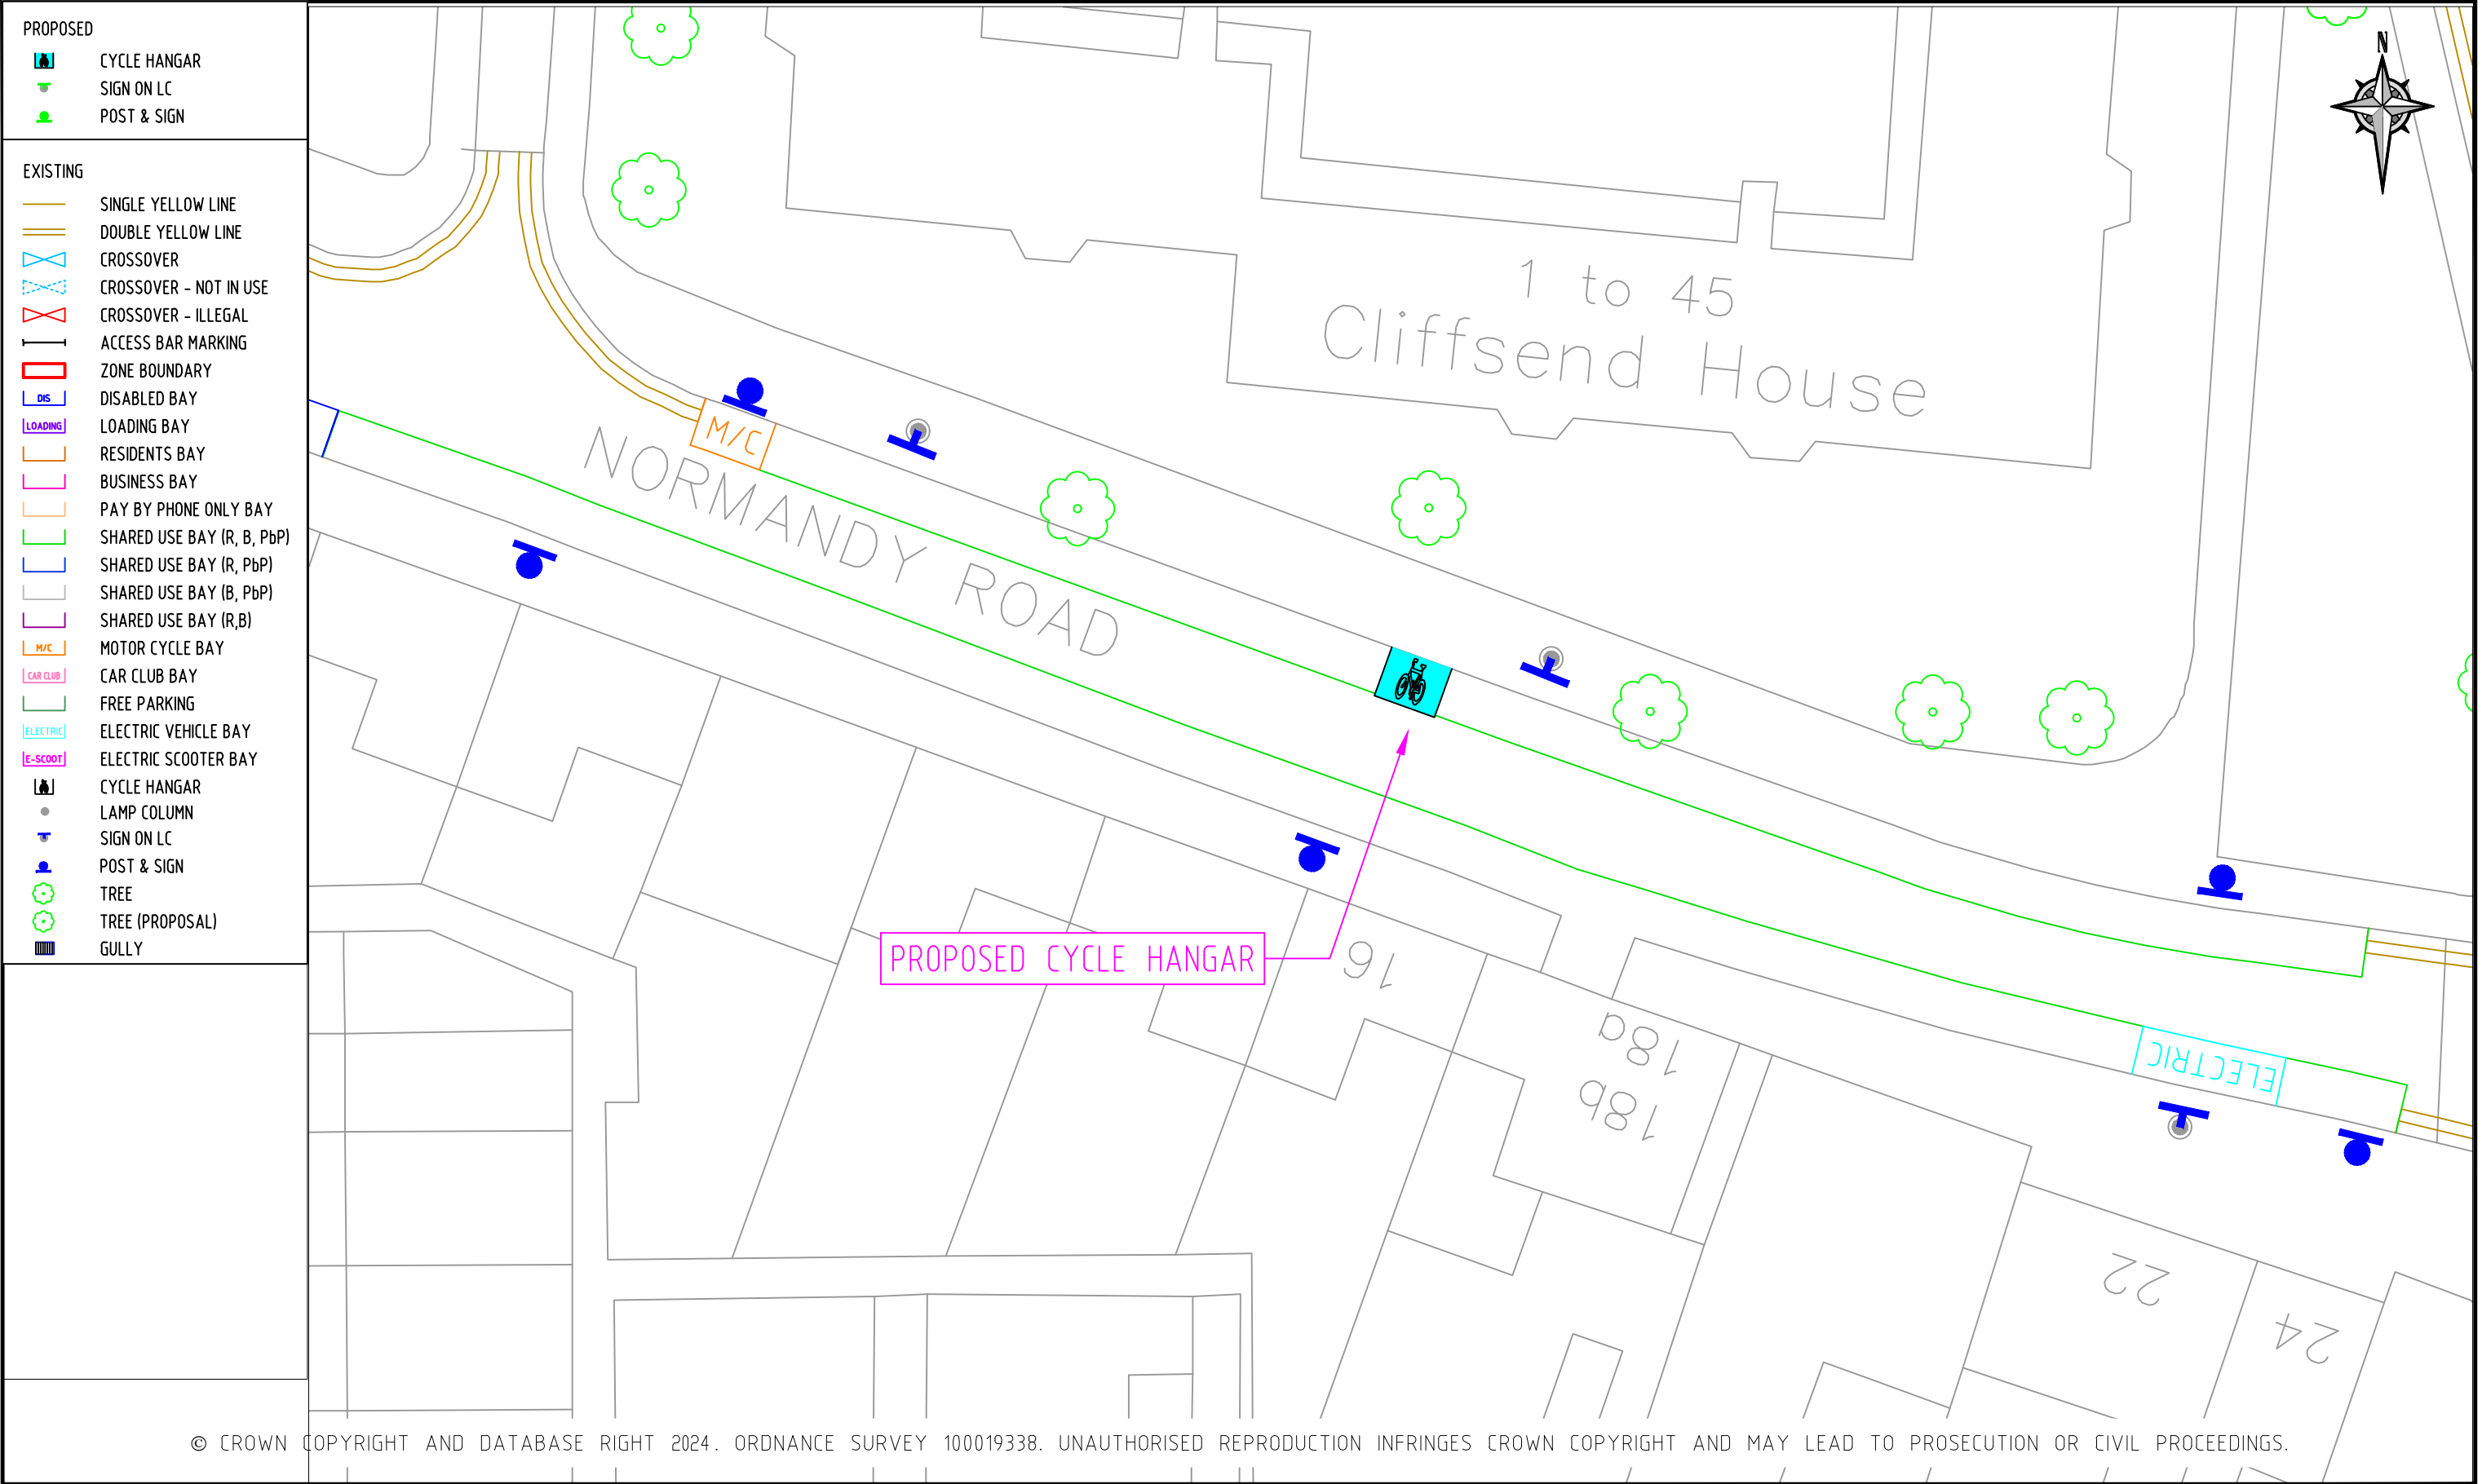 PROPOSED
CYCLE HANGAR
SIGN ON LC
POST & SIGN
EXISTING
SINGLE YELLOW LINE
DOUBLE YELLOW LINE
CROSSOVER
CROSSOVER - NOT IN USE
CROSSOVER - ILLEGAL
ACCESS BAR MARKING
ZONE BOUNDARY
DIS DISABLED BAY
LOADING LOADING BAY
RESIDENTS BAY
BUSINESS BAY
PAY BY PHONE ONLY BAY
SHARED USE BAY (R, B, PbP)
SHARED USE BAY (R, PbP)
SHARED USE BAY (B, PbP)
SHARED USE BAY (R,B)
M/C MOTOR CYCLE BAY
CAR CLUB CAR CLUB BAY
FREE PARKING
ELECTRIC ELECTRIC VEHICLE BAY
E-SCOOT ELECTRIC SCOOTER BAY
CYCLE HANGAR
LAMP COLUMN
SIGN ON LC
POST & SIGN
TREE
TREE (PROPOSAL)
GULLY
N
1 to 45
Cliffsend House
M/C
NORMANDY ROAD
PROPOSED CYCLE HANGAR
16
18a
18b
ELECTRIC
22
24
© CROWN COPYRIGHT AND DATABASE RIGHT 2024. ORDNANCE SURVEY 100019338. UNAUTHORISED REPRODUCTION INFRINGES CROWN COPYRIGHT AND MAY LEAD TO PROSECUTION OR CIVIL PROCEEDINGS.